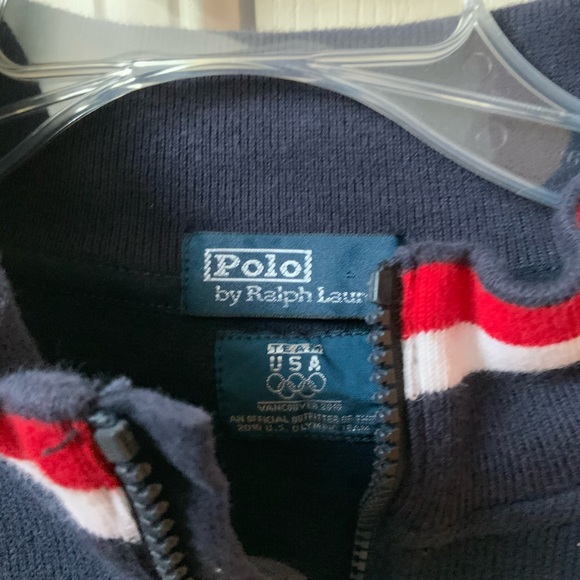 Polo
by Ralph Laur
TEAM
USA
VANCOUVER 2010
AN OFFICIAL OUTFITTER OF THE
2010 U.S. OLYMPIC TEAM